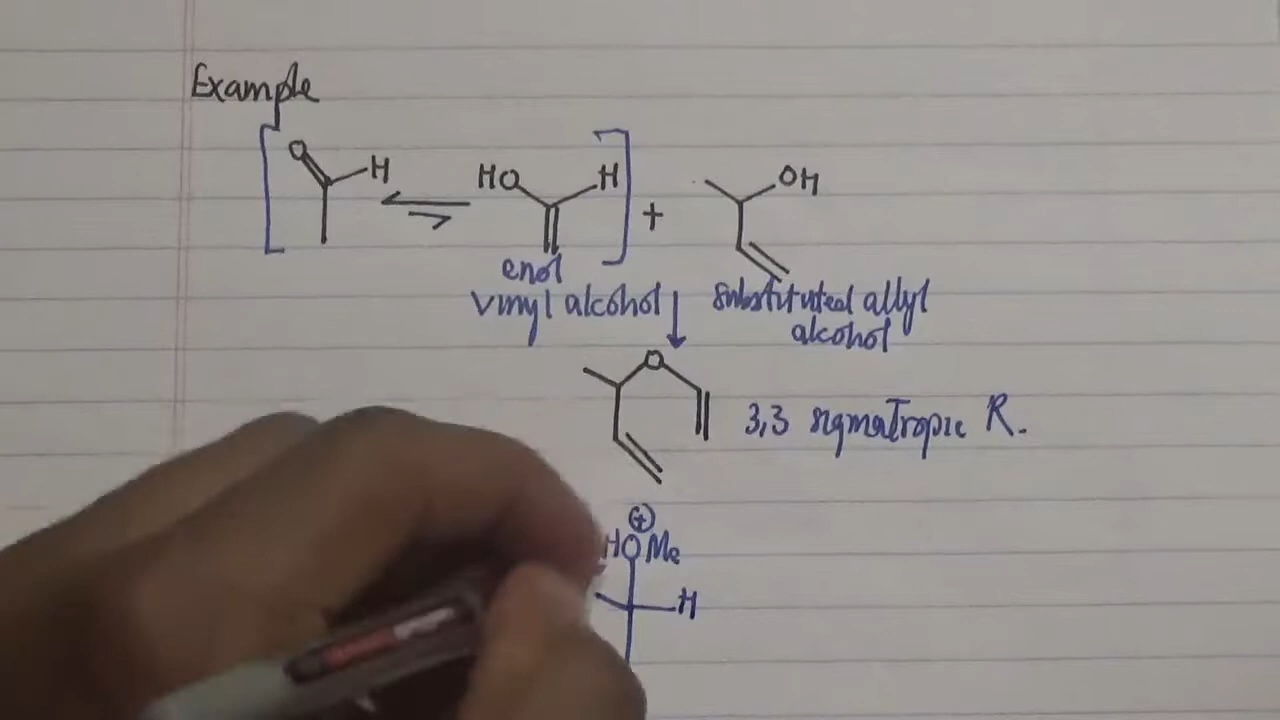 Example
O H HO H + OH
enol
vinyl alcohol substituted allyl
alcohol
O
3,3 sigmatropic R.
+
HOMe
H